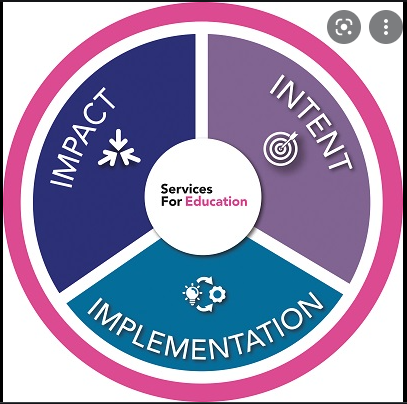 IMPACT
INTENT
Services
For Education
IMPLEMENTATION